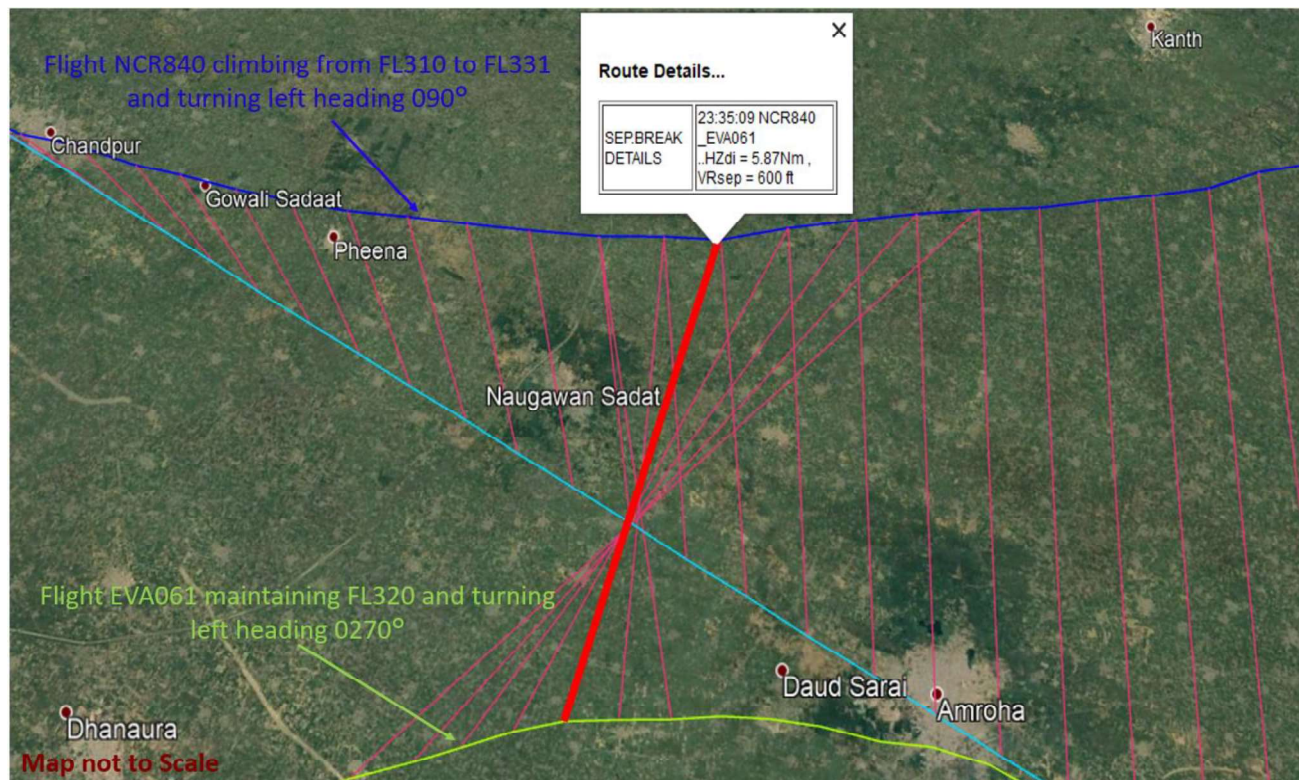 Flight NCR840 climbing from FL310 to FL331
and turning left heading 090°
Kanth
×
Route Details...
SEP.BREAK
DETAILS
23:35:09 NCR840
_EVA061
..HZdi = 5.87Nm ,
VRsep = 600 ft
Chandpur
Gowali Sadaat
Pheena
Naugawan Sadat
Flight EVA061 maintaining FL320 and turning
left heading 0270°
Daud Sarai
Amroha
Dhanaura
Map not to Scale